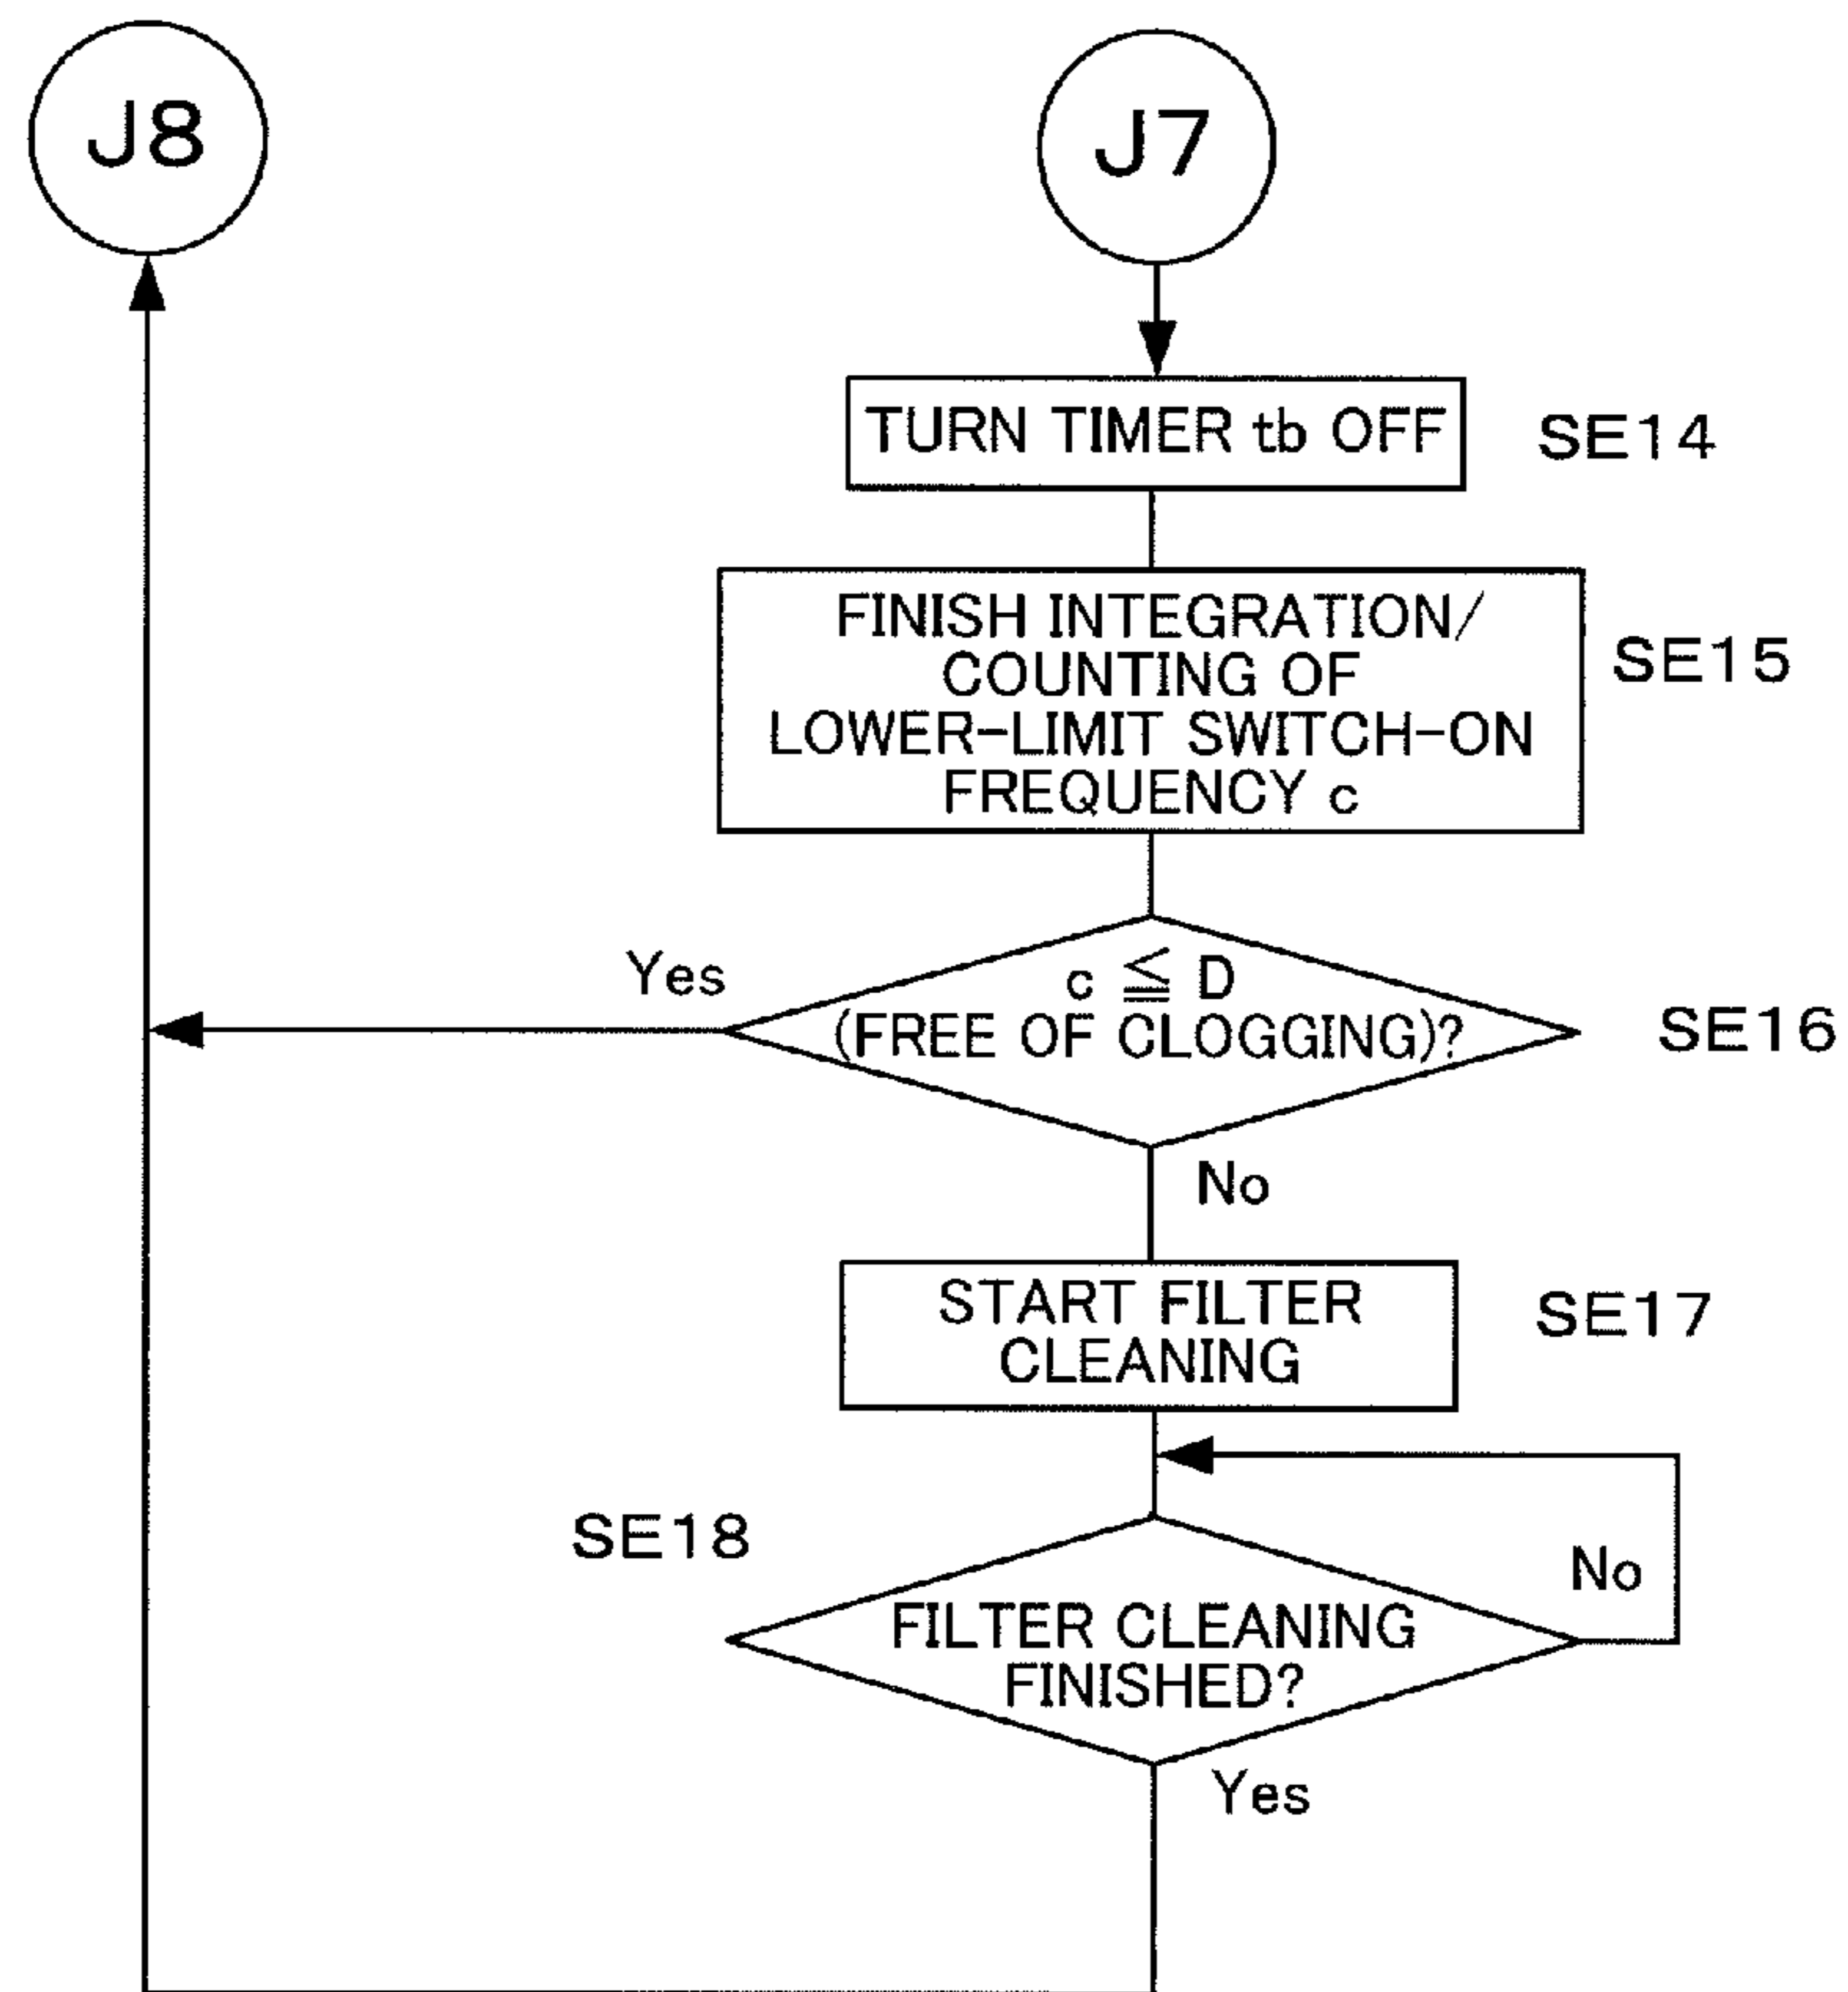 J8
J7
TURN TIMER tb OFF
SE14
FINISH INTEGRATION/
COUNTING OF
LOWER-LIMIT SWITCH-ON
FREQUENCY c
SE15
Yes
c ≦ D
(FREE OF CLOGGING)?
SE16
No
START FILTER
CLEANING
SE17
SE18
No
FILTER CLEANING
FINISHED?
Yes